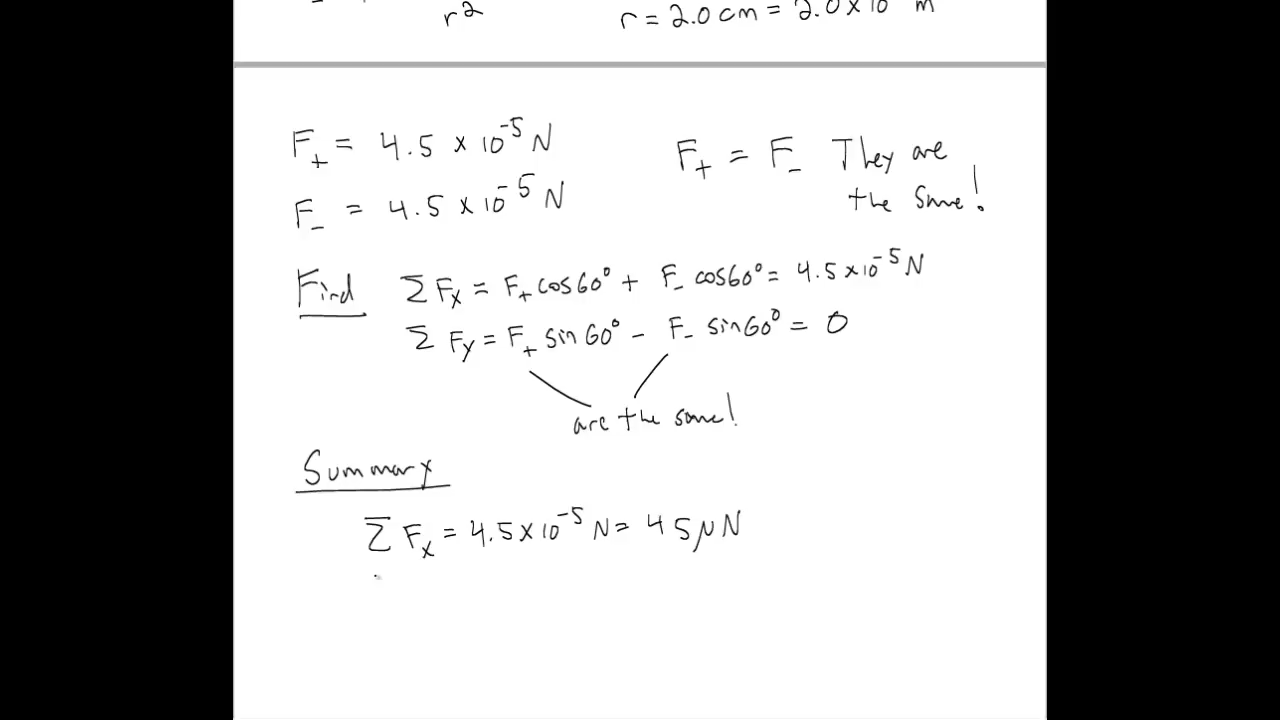 r²
r = 2.0 cm = 2.0 × 10 m
F₊ = 4.5 × 10⁻⁵ N
F₋ = 4.5 × 10⁻⁵ N
F₊ = F₋ They are
the same!
Find ΣFₓ = F₊ cos60° + F₋ cos60° = 4.5 × 10⁻⁵ N
ΣFy = F₊ sin60° − F₋ sin60° = 0
are the same!
Summary
ΣFₓ = 4.5 × 10⁻⁵ N = 45 μN